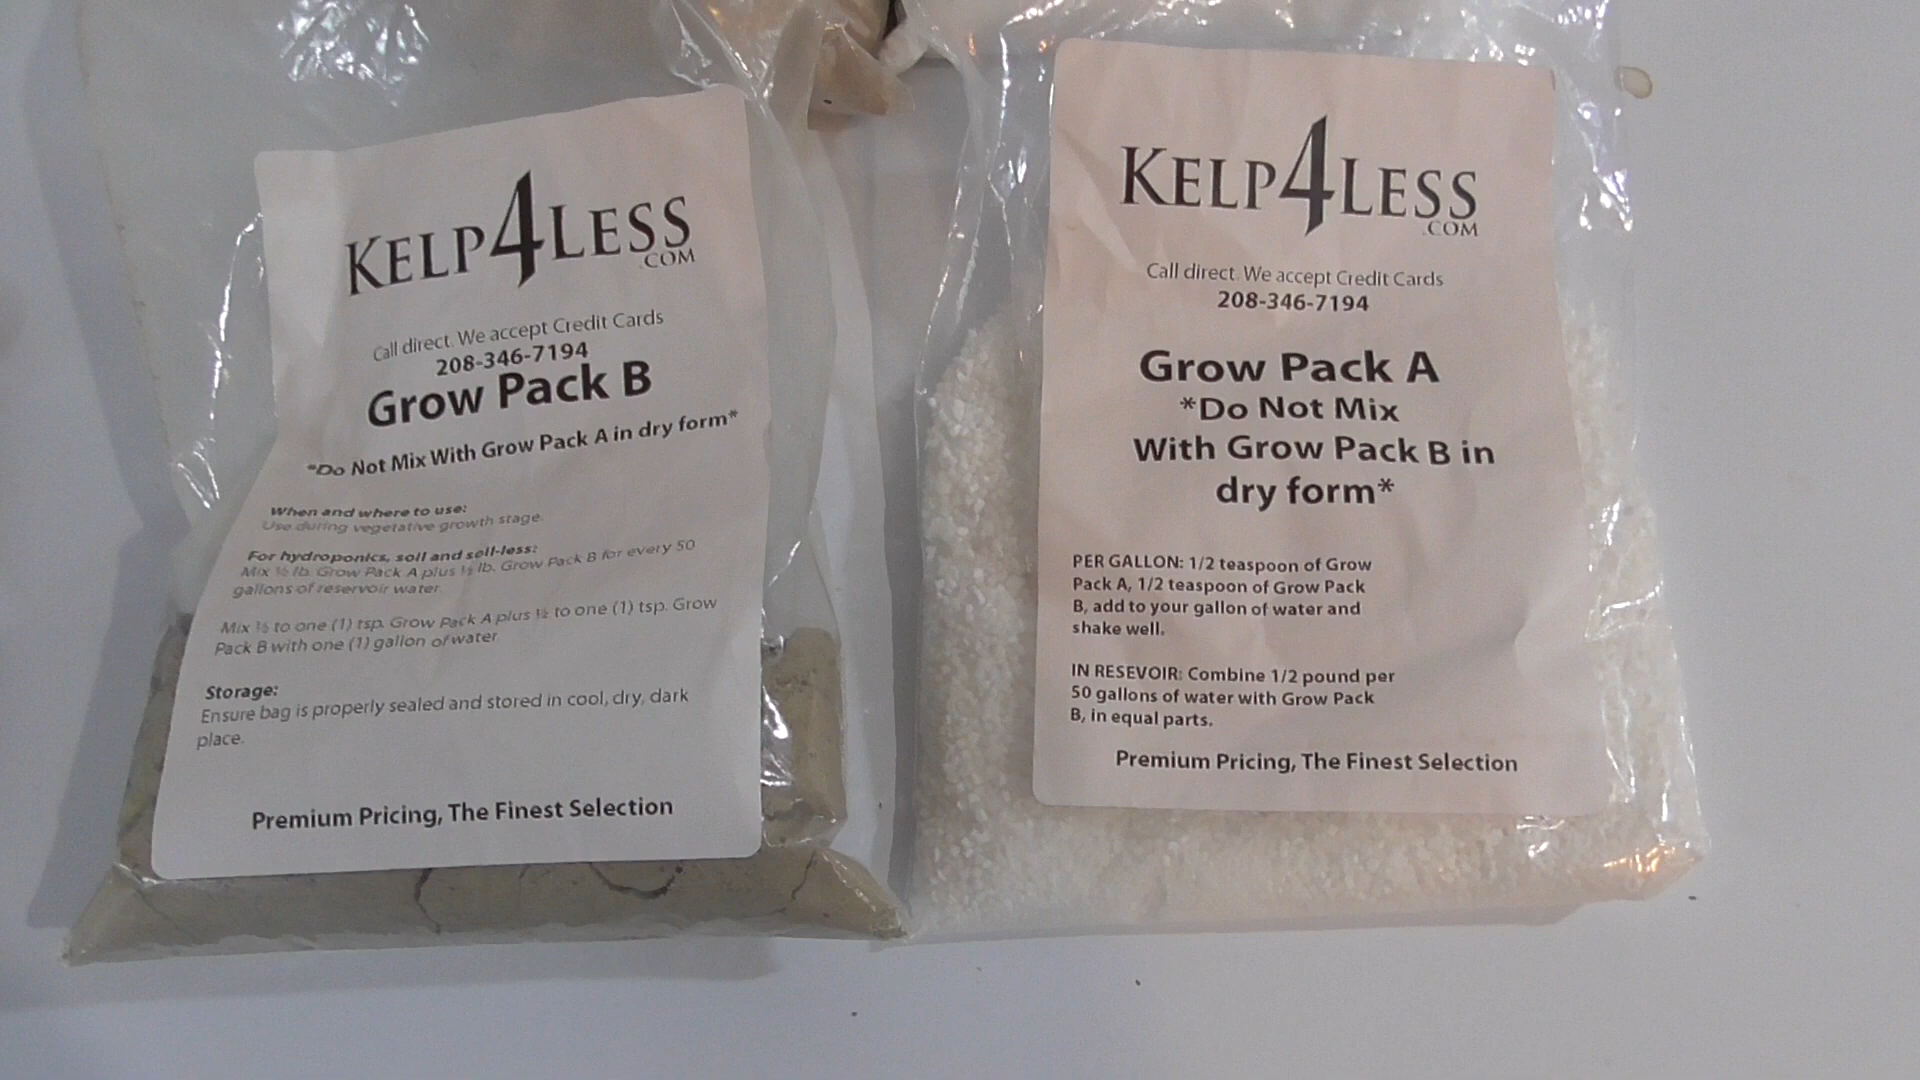 KELP4LESS
.COM
Call direct. We accept Credit Cards
208-346-7194
Grow Pack B
*Do Not Mix With Grow Pack A in dry form*
When and where to use:
Use during vegetative growth stage.
For hydroponics, soil and soil-less:
Mix ½ lb. Grow Pack A plus ½ lb. Grow Pack B for every 50
gallons of reservoir water.
Mix ½ to one (1) tsp. Grow Pack A plus ½ to one (1) tsp. Grow
Pack B with one (1) gallon of water
Storage:
Ensure bag is properly sealed and stored in cool, dry, dark
place.
Premium Pricing, The Finest Selection
KELP4LESS
.COM
Call direct. We accept Credit Cards
208-346-7194
Grow Pack A
*Do Not Mix
With Grow Pack B in
dry form*
PER GALLON: 1/2 teaspoon of Grow
Pack A, 1/2 teaspoon of Grow Pack
B, add to your gallon of water and
shake well.
IN RESEVOIR: Combine 1/2 pound per
50 gallons of water with Grow Pack
B, in equal parts.
Premium Pricing, The Finest Selection